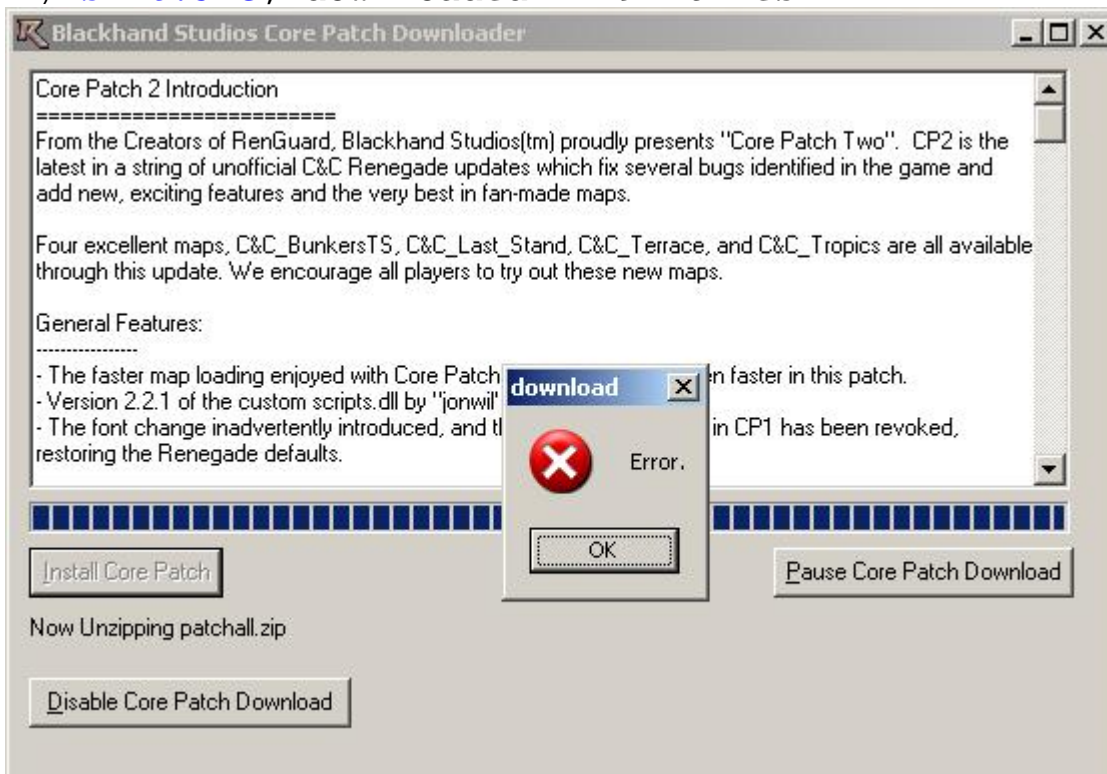 Blackhand Studios Core Patch Downloader
Core Patch 2 Introduction
=========================
From the Creators of RenGuard, Blackhand Studios(tm) proudly presents "Core Patch Two". CP2 is the
latest in a string of unofficial C&C Renegade updates which fix several bugs identified in the game and
add new, exciting features and the very best in fan-made maps.
Four excellent maps, C&C_BunkersTS, C&C_Last_Stand, C&C_Terrace, and C&C_Tropics are all available
through this update. We encourage all players to try out these new maps.
General Features:
----------------
- The faster map loading enjoyed with Core Patch n faster in this patch.
- Version 2.2.1 of the custom scripts.dll by "jonwil"
- The font change inadvertently introduced, and in CP1 has been revoked,
restoring the Renegade defaults.
download
Error.
OK
Install Core Patch
Pause Core Patch Download
Now Unzipping patchall.zip
Disable Core Patch Download